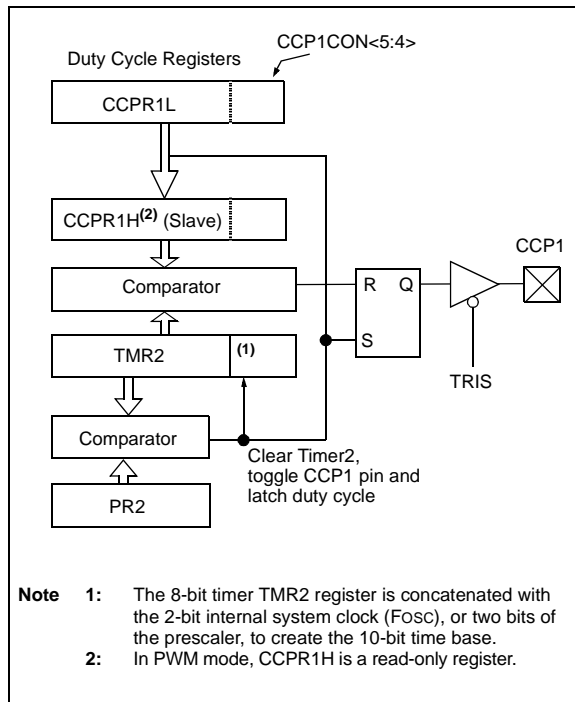 CCP1CON<5:4>
Duty Cycle Registers
CCPR1L
CCPR1H(2) (Slave)
CCP1
Comparator
R Q
TMR2 (1)
S
TRIS
Comparator
Clear Timer2,
toggle CCP1 pin and
latch duty cycle
PR2
Note 1: The 8-bit timer TMR2 register is concatenated with
the 2-bit internal system clock (FOSC), or two bits of
the prescaler, to create the 10-bit time base.
2: In PWM mode, CCPR1H is a read-only register.